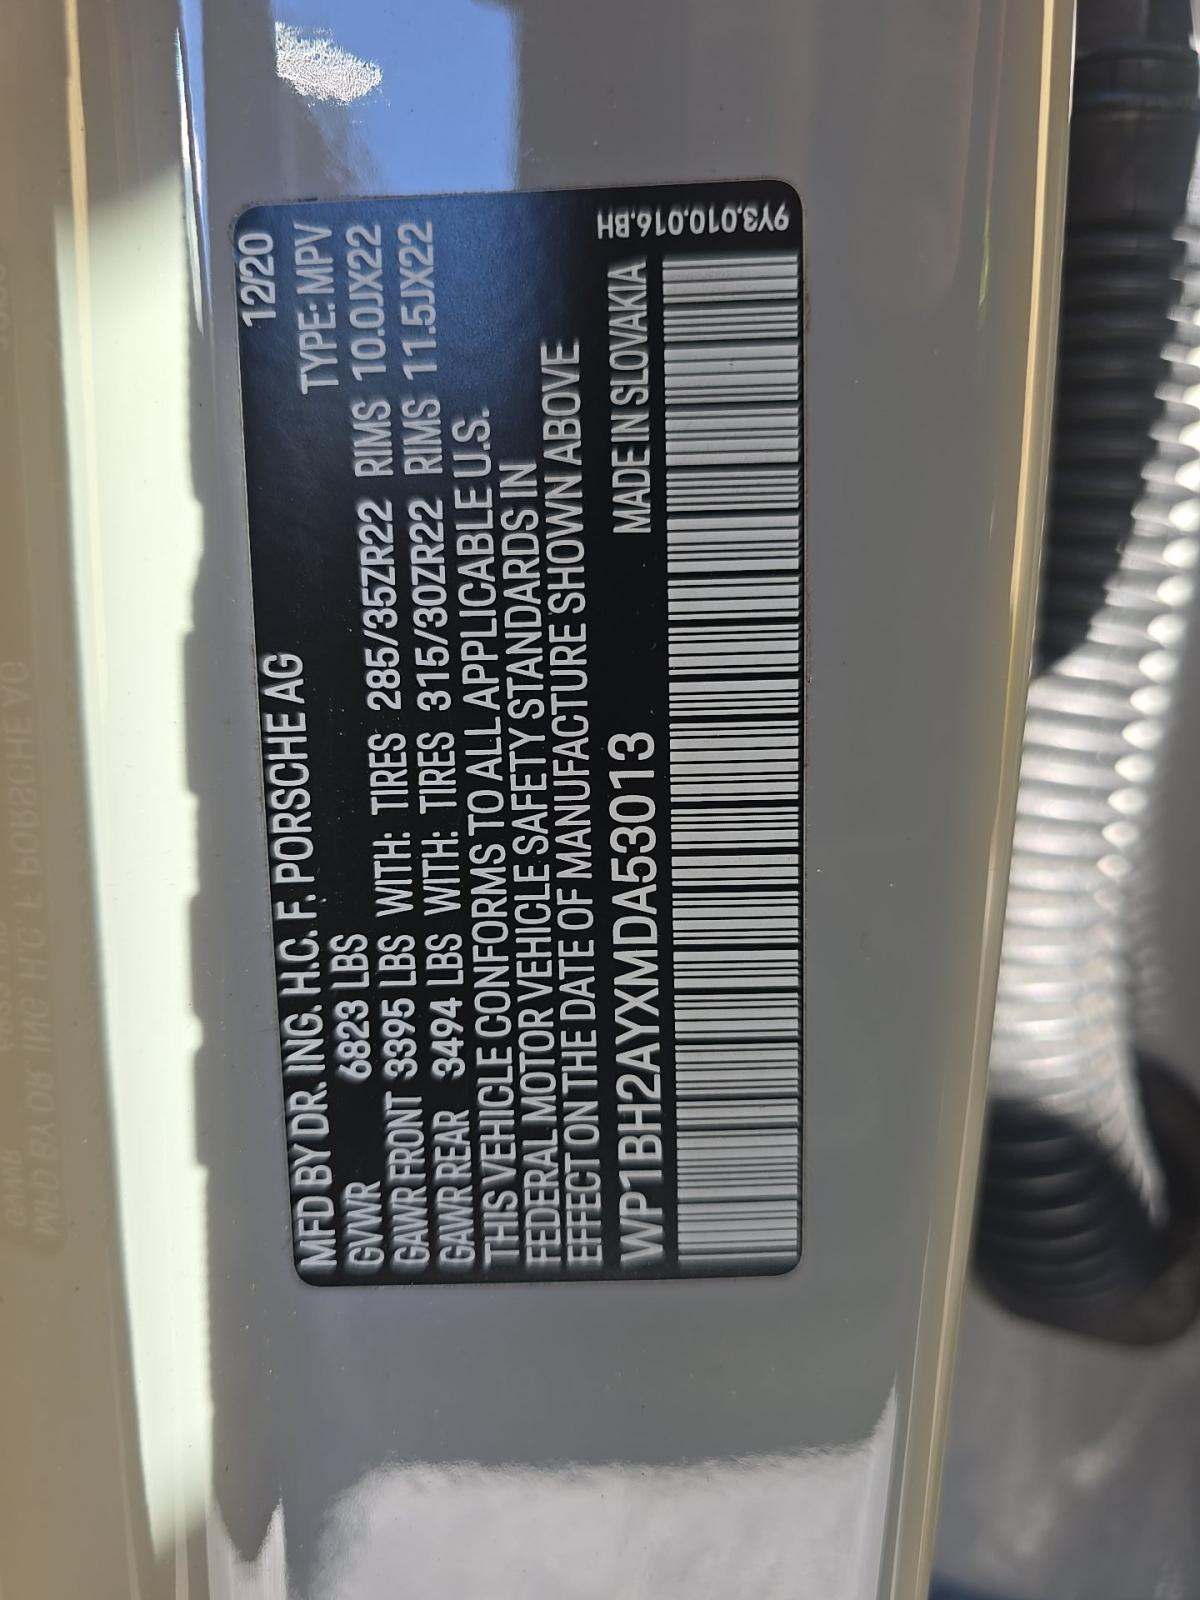 MFD BY DR. ING. H.C. F. PORSCHE AG 12/20
GVWR 6823 LBS TYPE: MPV
GAWR FRONT 3395 LBS WITH: TIRES 285/35ZR22 RIMS 10.0JX22
GAWR REAR 3494 LBS WITH: TIRES 315/30ZR22 RIMS 11.5JX22
THIS VEHICLE CONFORMS TO ALL APPLICABLE U.S.
FEDERAL MOTOR VEHICLE SAFETY STANDARDS IN
EFFECT ON THE DATE OF MANUFACTURE SHOWN ABOVE
WP1BH2AYXMDA53013 MADE IN SLOVAKIA
9Y3.010.016.BH